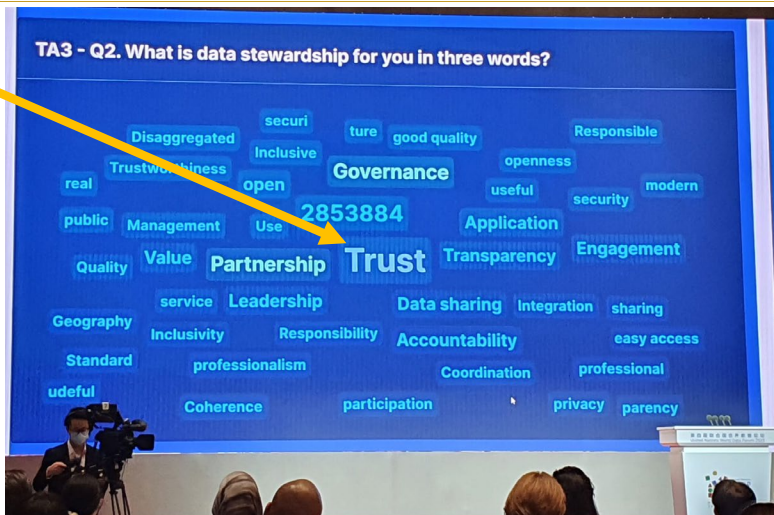 TA3 - Q2. What is data stewardship for you in three words?
securi
Disaggregated
ture
good quality
Responsible
Inclusive
Trustworthiness
Governance
openness
real
open
useful
security
modern
public
Management
Use
2853884
Application
Quality
Value
Partnership
Trust
Transparency
Engagement
service
Leadership
Data sharing
Integration
sharing
Geography
Inclusivity
Responsibility
Accountability
easy access
Standard
professionalism
Coordination
professional
udeful
Coherence
participation
privacy
parency